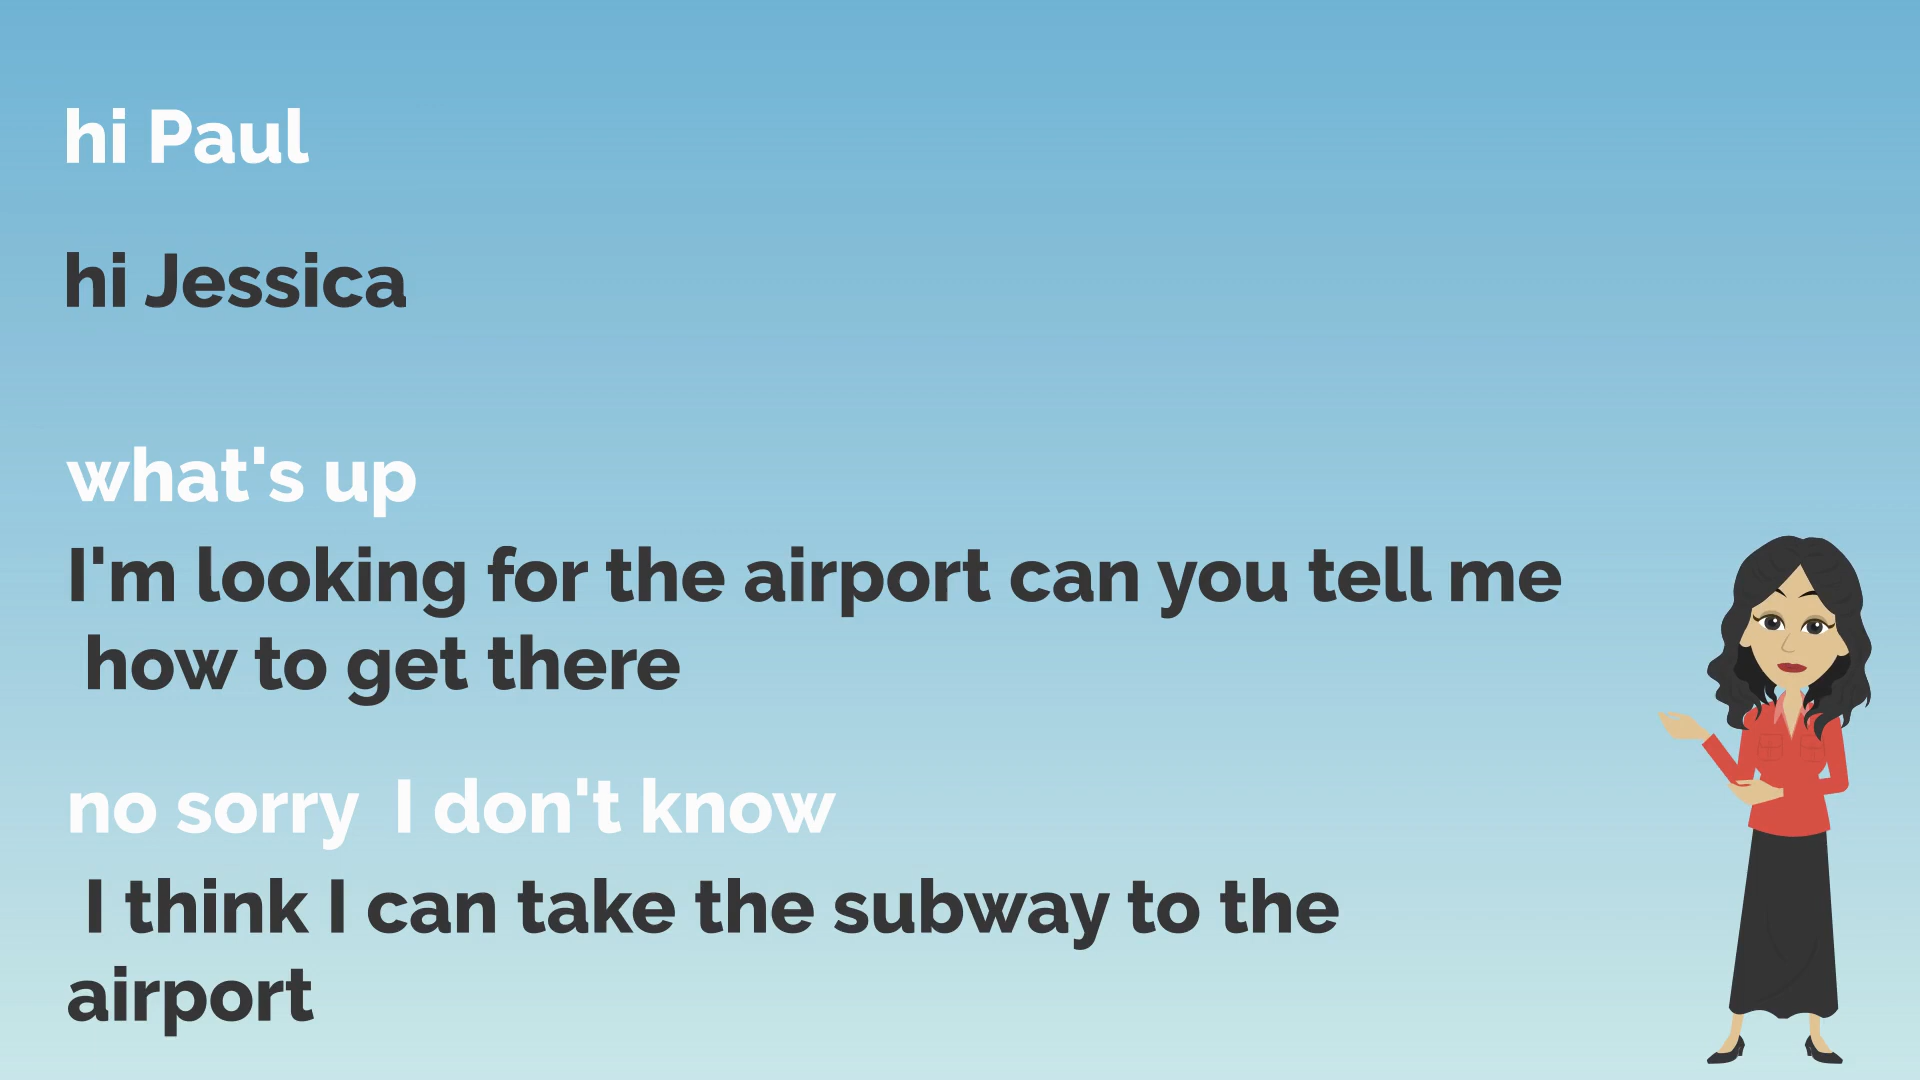 hi Paul
hi Jessica
what's up
I'm looking for the airport can you tell me
how to get there
no sorry  I don't know
I think I can take the subway to the
airport